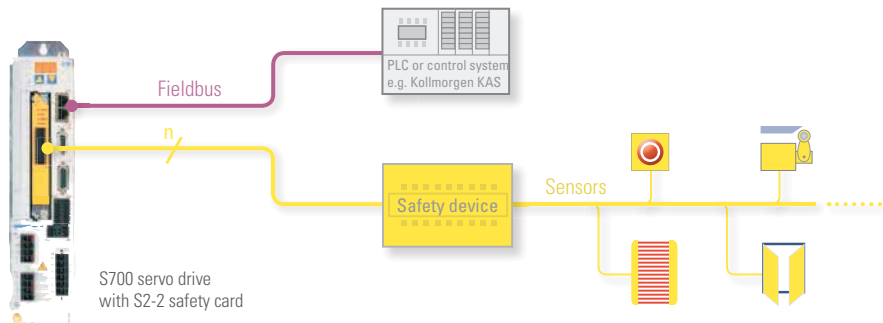 PLC or control system
e.g. Kollmorgen KAS
Fieldbus
n
Sensors
Safety device
S700 servo drive
with S2-2 safety card